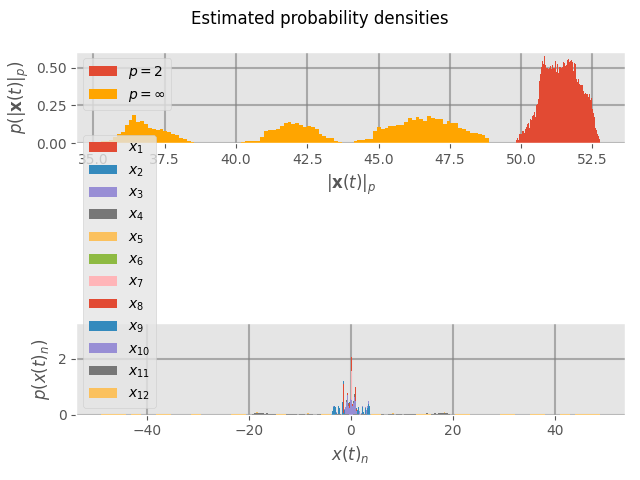 Estimated probability densities
p(|𝐱(t)|ₚ)
0.50
0.25
0.00
p = 2
p = ∞
35.0 37.5 40.0 42.5 45.0 47.5 50.0 52.5
|𝐱(t)|ₚ
x₁
x₂
x₃
x₄
x₅
x₆
x₇
x₈
x₉
x₁₀
x₁₁
x₁₂
p(x(t)ₙ)
2
0
−40 −20 0 20 40
x(t)ₙ